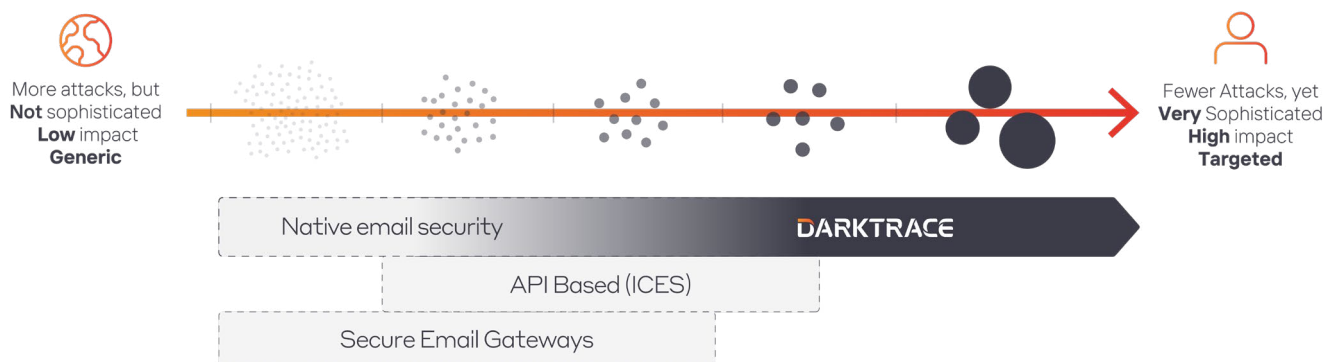 More attacks, but
Not sophisticated
Low impact
Generic
Fewer Attacks, yet
Very Sophisticated
High impact
Targeted
Native email security
DARKTRACE
API Based (ICES)
Secure Email Gateways